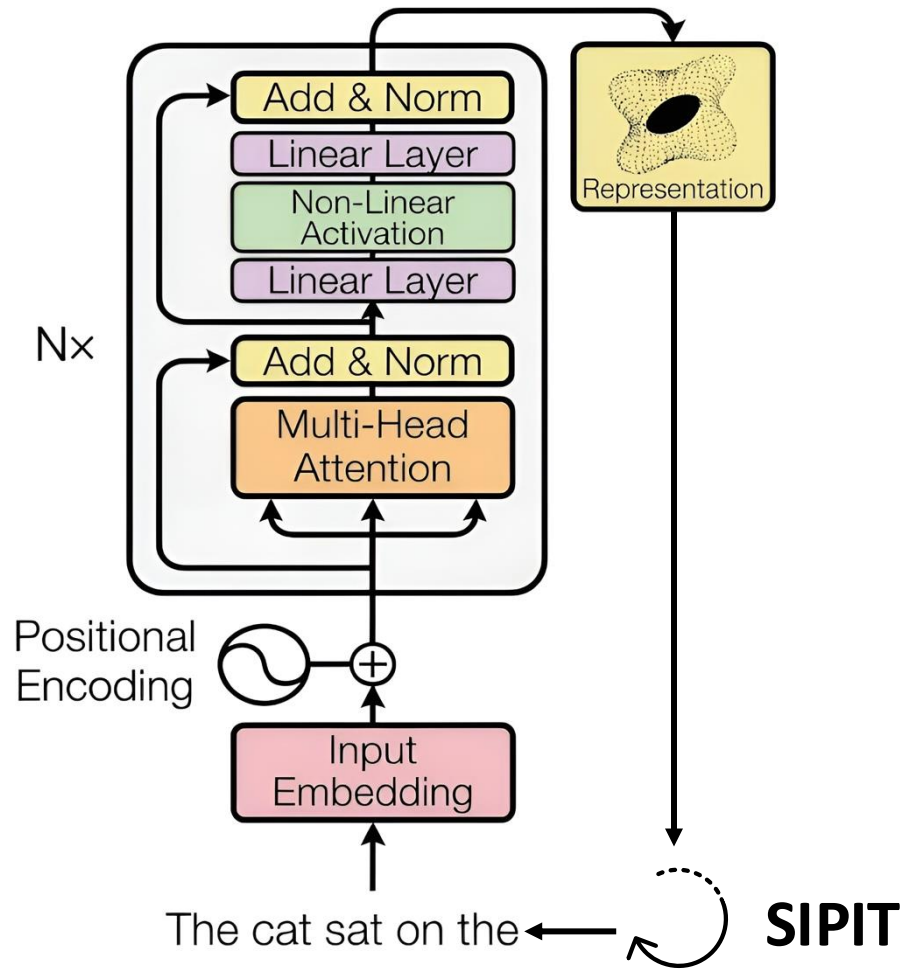 Add & Norm
Linear Layer
Non-Linear
Activation
Linear Layer
Add & Norm
Multi-Head
Attention
Nx
Representation
Positional
Encoding
Input
Embedding
The cat sat on the
SIPIT